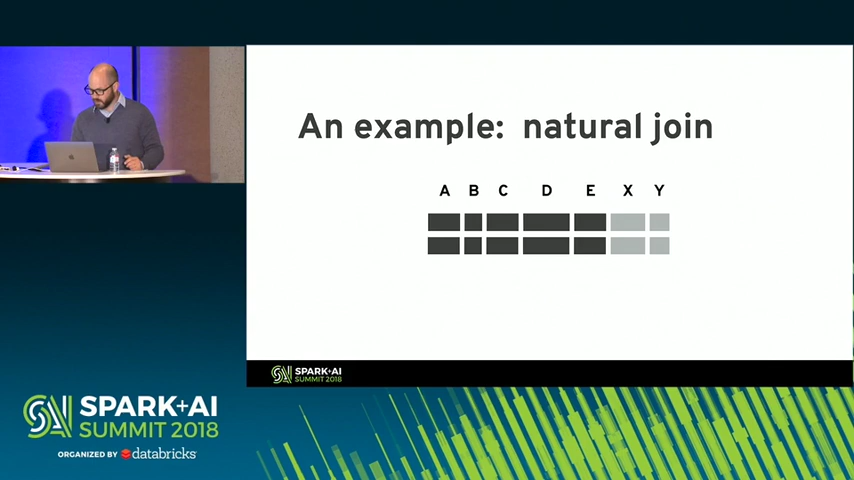 An example: natural join
A B C D E X Y
SPARK+AI
SUMMIT 2018
SPARK+AI
SUMMIT 2018
ORGANIZED BY databricks